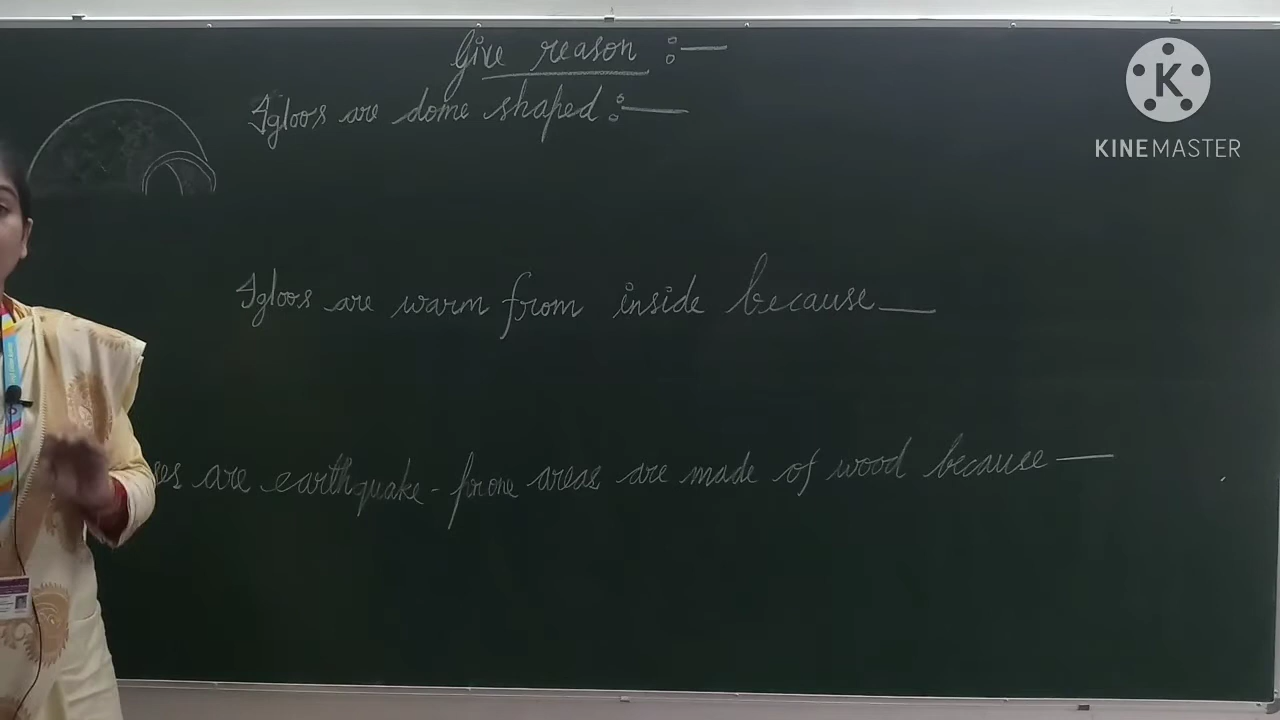 Give reason :—
Igloos are dome shaped :—
Igloos are warm from inside because —
ses are earthquake - prone areas are made of wood because —
K
KINEMASTER